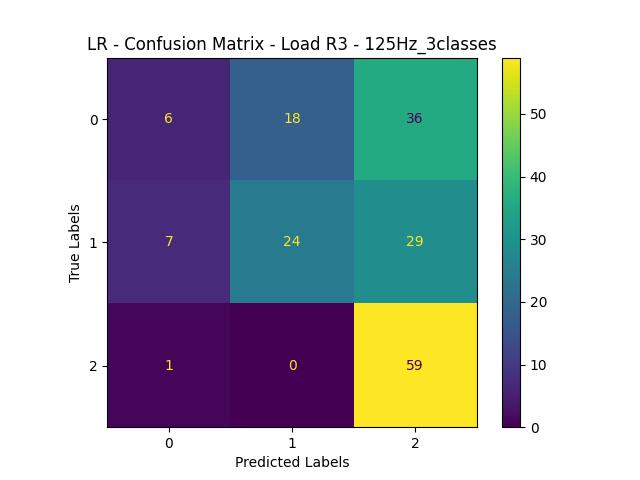 LR - Confusion Matrix - Load R3 - 125Hz_3classes
0 6 18 36
1 7 24 29
2 1 0 59
0 1 2
Predicted Labels
True Labels
50
40
30
20
10
0